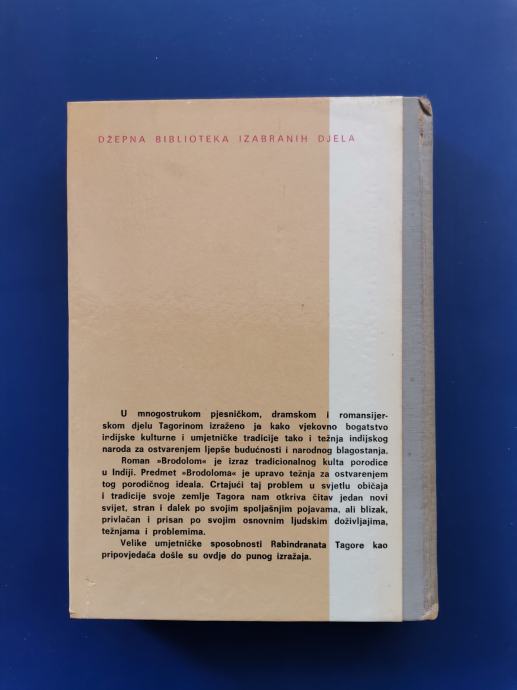 DŽEPNA BIBLIOTEKA IZABRANIH DJELA
U mnogostrukom pjesničkom, dramskom i romansijer-
skom djelu Tagorinom izraženo je kako vjekovno bogatstvo
indijske kulturne i umjetničke tradicije tako i težnja indijskog
naroda za ostvarenjem ljepše budućnosti i narodnog blagostanja.
Roman »Brodolom« je izraz tradicionalnog kulta porodice
u Indiji. Predmet »Brodoloma« je upravo težnja za ostvarenjem
tog porodičnog ideala. Crtajući taj problem u svjetlu običaja
i tradicije svoje zemlje Tagora nam otkriva čitav jedan novi
svijet, stran i dalek po svojim spoljašnjim pojavama, ali blizak,
privlačan i prisan po svojim osnovnim ljudskim doživljajima,
težnjama i problemima.
Velike umjetničke sposobnosti Rabindranata Tagore kao
pripovjedača došle su ovdje do punog izražaja.